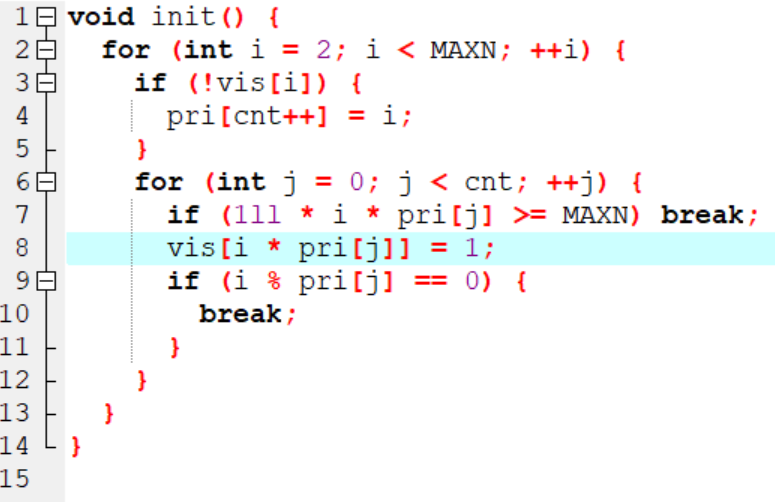 1 void init() {
2 for (int i = 2; i < MAXN; ++i) {
3 if (!vis[i]) {
4 pri[cnt++] = i;
5 }
6 for (int j = 0; j < cnt; ++j) {
7 if (1ll * i * pri[j] >= MAXN) break;
8 vis[i * pri[j]] = 1;
9 if (i % pri[j] == 0) {
10 break;
11 }
12 }
13 }
14 }
15